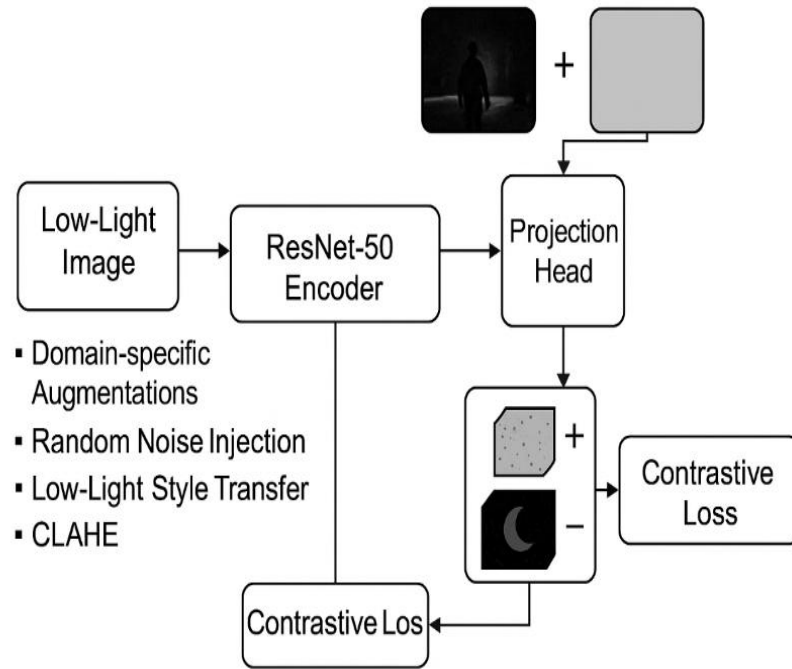 +
Low-Light
Image
ResNet-50
Encoder
Projection
Head
▪ Domain-specific
Augmentations
▪ Random Noise Injection
▪ Low-Light Style Transfer
▪ CLAHE
+
−
Contrastive
Loss
Contrastive Los